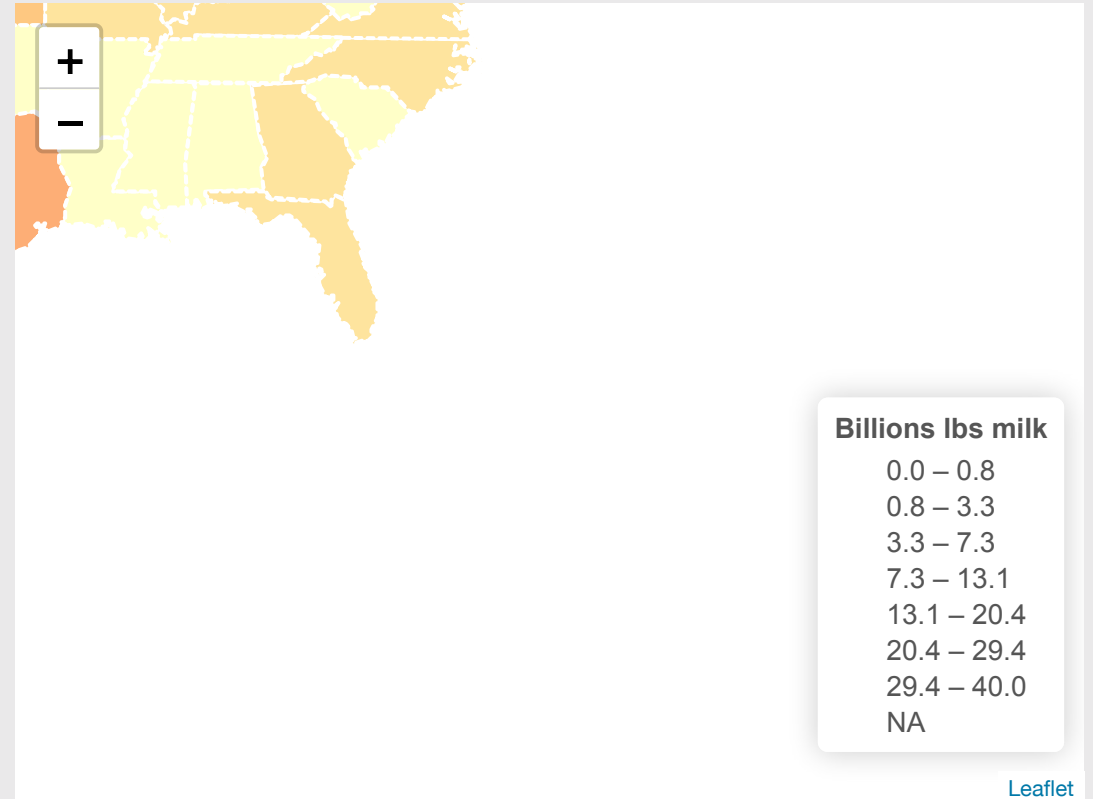 +
−
Billions lbs milk
0.0 – 0.8
0.8 – 3.3
3.3 – 7.3
7.3 – 13.1
13.1 – 20.4
20.4 – 29.4
29.4 – 40.0
NA
Leaflet